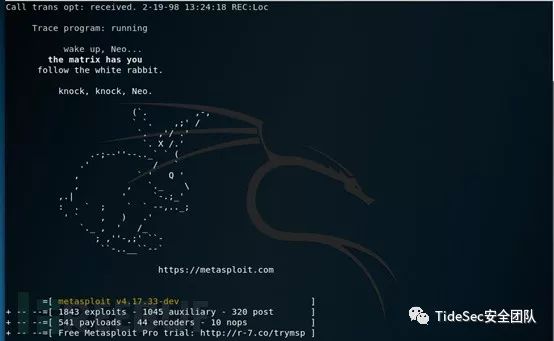 Call trans opt: received. 2-19-98 13:24:18 REC:Loc
Trace program: running
wake up, Neo...
the matrix has you
follow the white rabbit.
knock, knock, Neo.
https://metasploit.com
=[ metasploit v4.17.33-dev ]
+ -- --=[ 1843 exploits - 1045 auxiliary - 320 post ]
+ -- --=[ 541 payloads - 44 encoders - 10 nops ]
+ -- --=[ Free Metasploit Pro trial: http://r-7.co/trymsp ]
TideSec安全团队